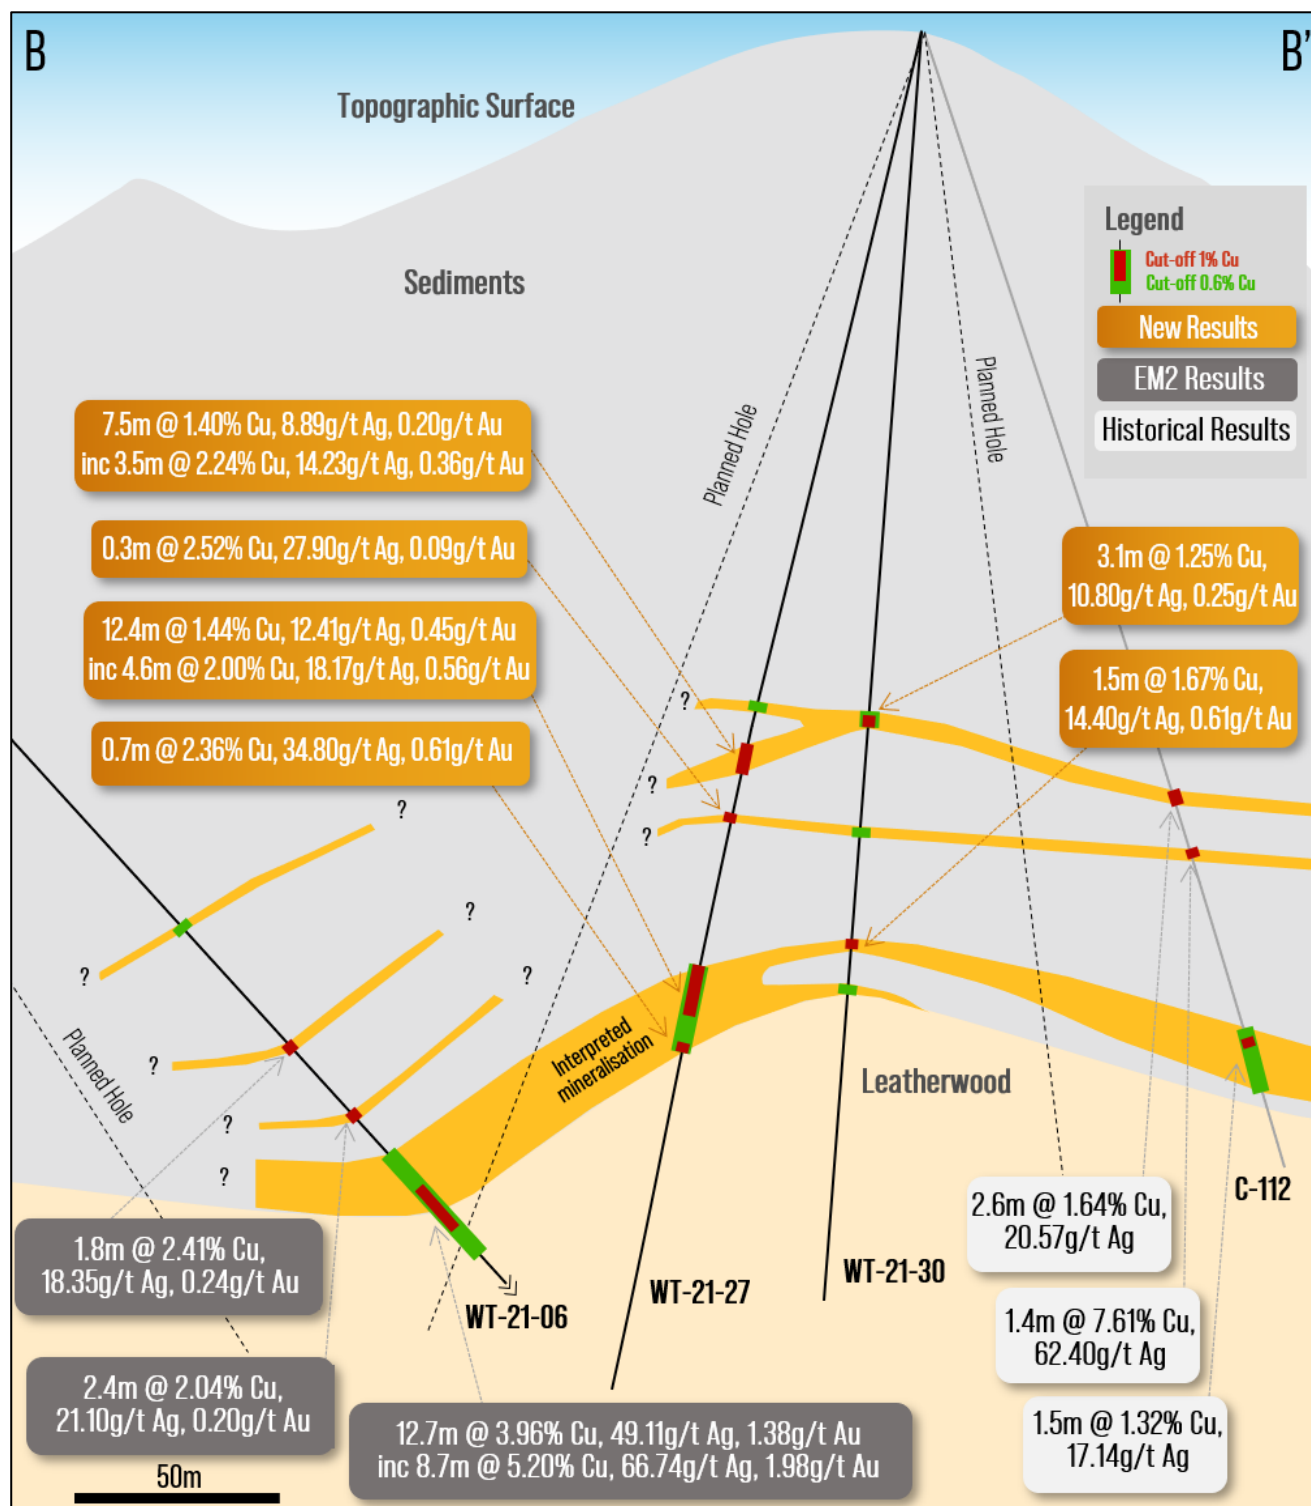 B
B'
Topographic Surface
Sediments
Legend
Cut-off 1% Cu
Cut-off 0.6% Cu
New Results
EM2 Results
Historical Results
Planned Hole
Planned Hole
7.5m @ 1.40% Cu, 8.89g/t Ag, 0.20g/t Au
inc 3.5m @ 2.24% Cu, 14.23g/t Ag, 0.36g/t Au
0.3m @ 2.52% Cu, 27.90g/t Ag, 0.09g/t Au
12.4m @ 1.44% Cu, 12.41g/t Ag, 0.45g/t Au
inc 4.6m @ 2.00% Cu, 18.17g/t Ag, 0.56g/t Au
0.7m @ 2.36% Cu, 34.80g/t Ag, 0.61g/t Au
3.1m @ 1.25% Cu,
10.80g/t Ag, 0.25g/t Au
1.5m @ 1.67% Cu,
14.40g/t Ag, 0.61g/t Au
?
?
?
?
?
?
?
?
?
?
Planned Hole
Interpreted
mineralisation
Leatherwood
C-112
WT-21-30
WT-21-27
WT-21-06
1.8m @ 2.41% Cu,
18.35g/t Ag, 0.24g/t Au
2.4m @ 2.04% Cu,
21.10g/t Ag, 0.20g/t Au
12.7m @ 3.96% Cu, 49.11g/t Ag, 1.38g/t Au
inc 8.7m @ 5.20% Cu, 66.74g/t Ag, 1.98g/t Au
2.6m @ 1.64% Cu,
20.57g/t Ag
1.4m @ 7.61% Cu,
62.40g/t Ag
1.5m @ 1.32% Cu,
17.14g/t Ag
50m